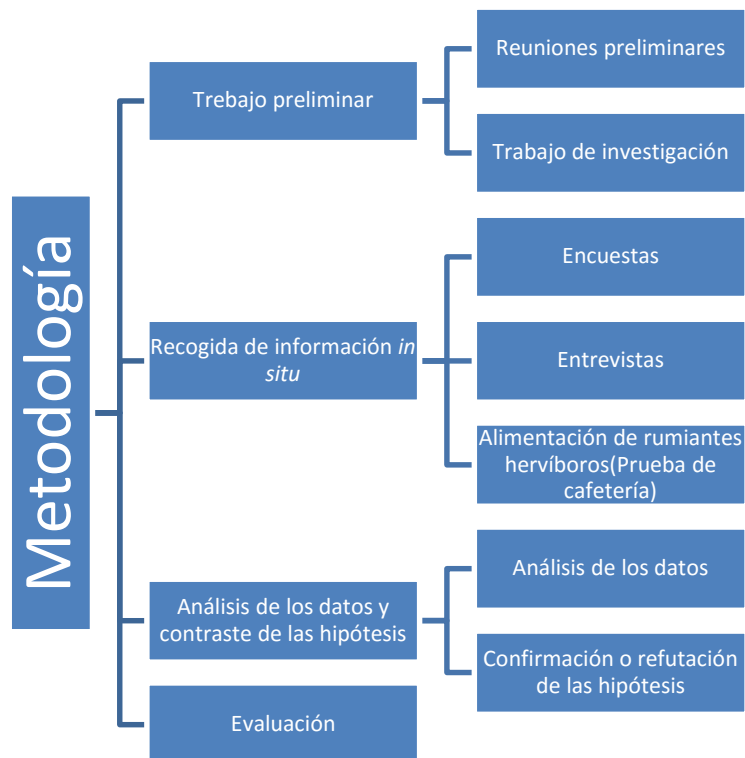 Metodología
Trebajo preliminar
Reuniones preliminares
Trabajo de investigación
Recogida de información in
situ
Encuestas
Entrevistas
Alimentación de rumiantes
hervíboros(Prueba de
cafetería)
Análisis de los datos y
contraste de las hipótesis
Análisis de los datos
Confirmación o refutación
de las hipótesis
Evaluación